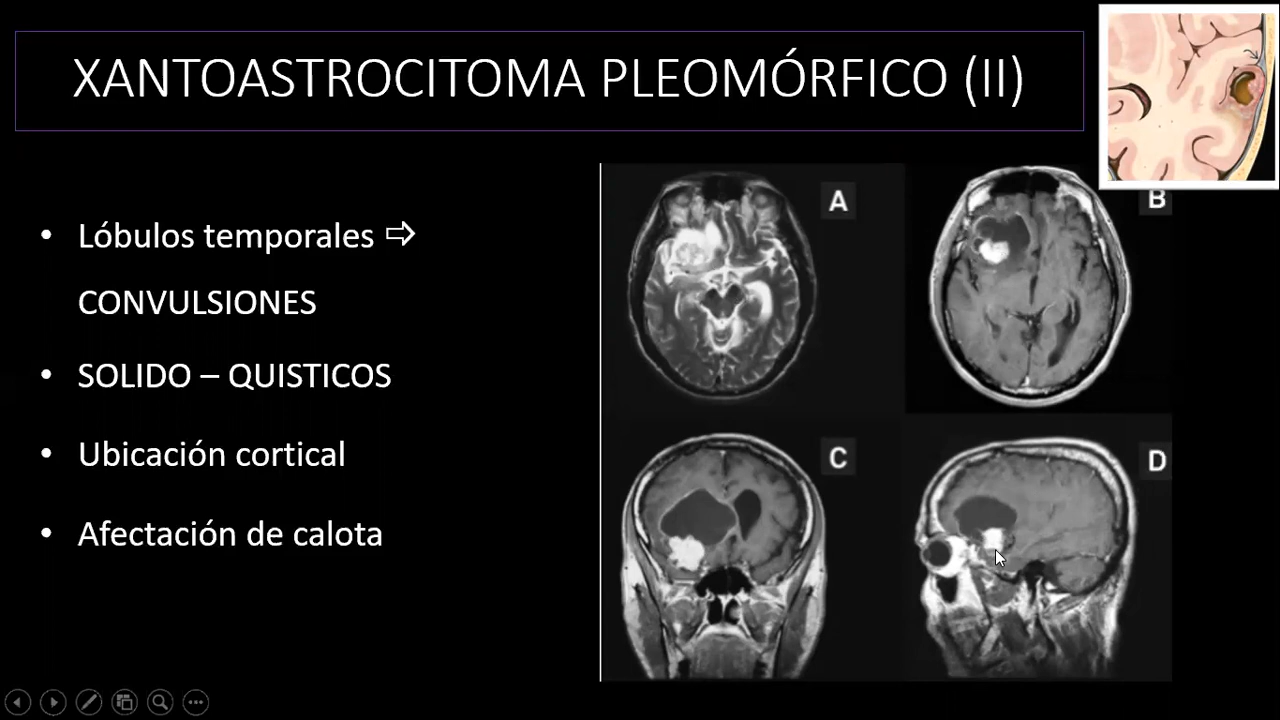 XANTOASTROCITOMA PLEOMÓRFICO (II)
• Lóbulos temporales ⇨
CONVULSIONES
• SOLIDO – QUISTICOS
• Ubicación cortical
• Afectación de calota
A
B
C
D